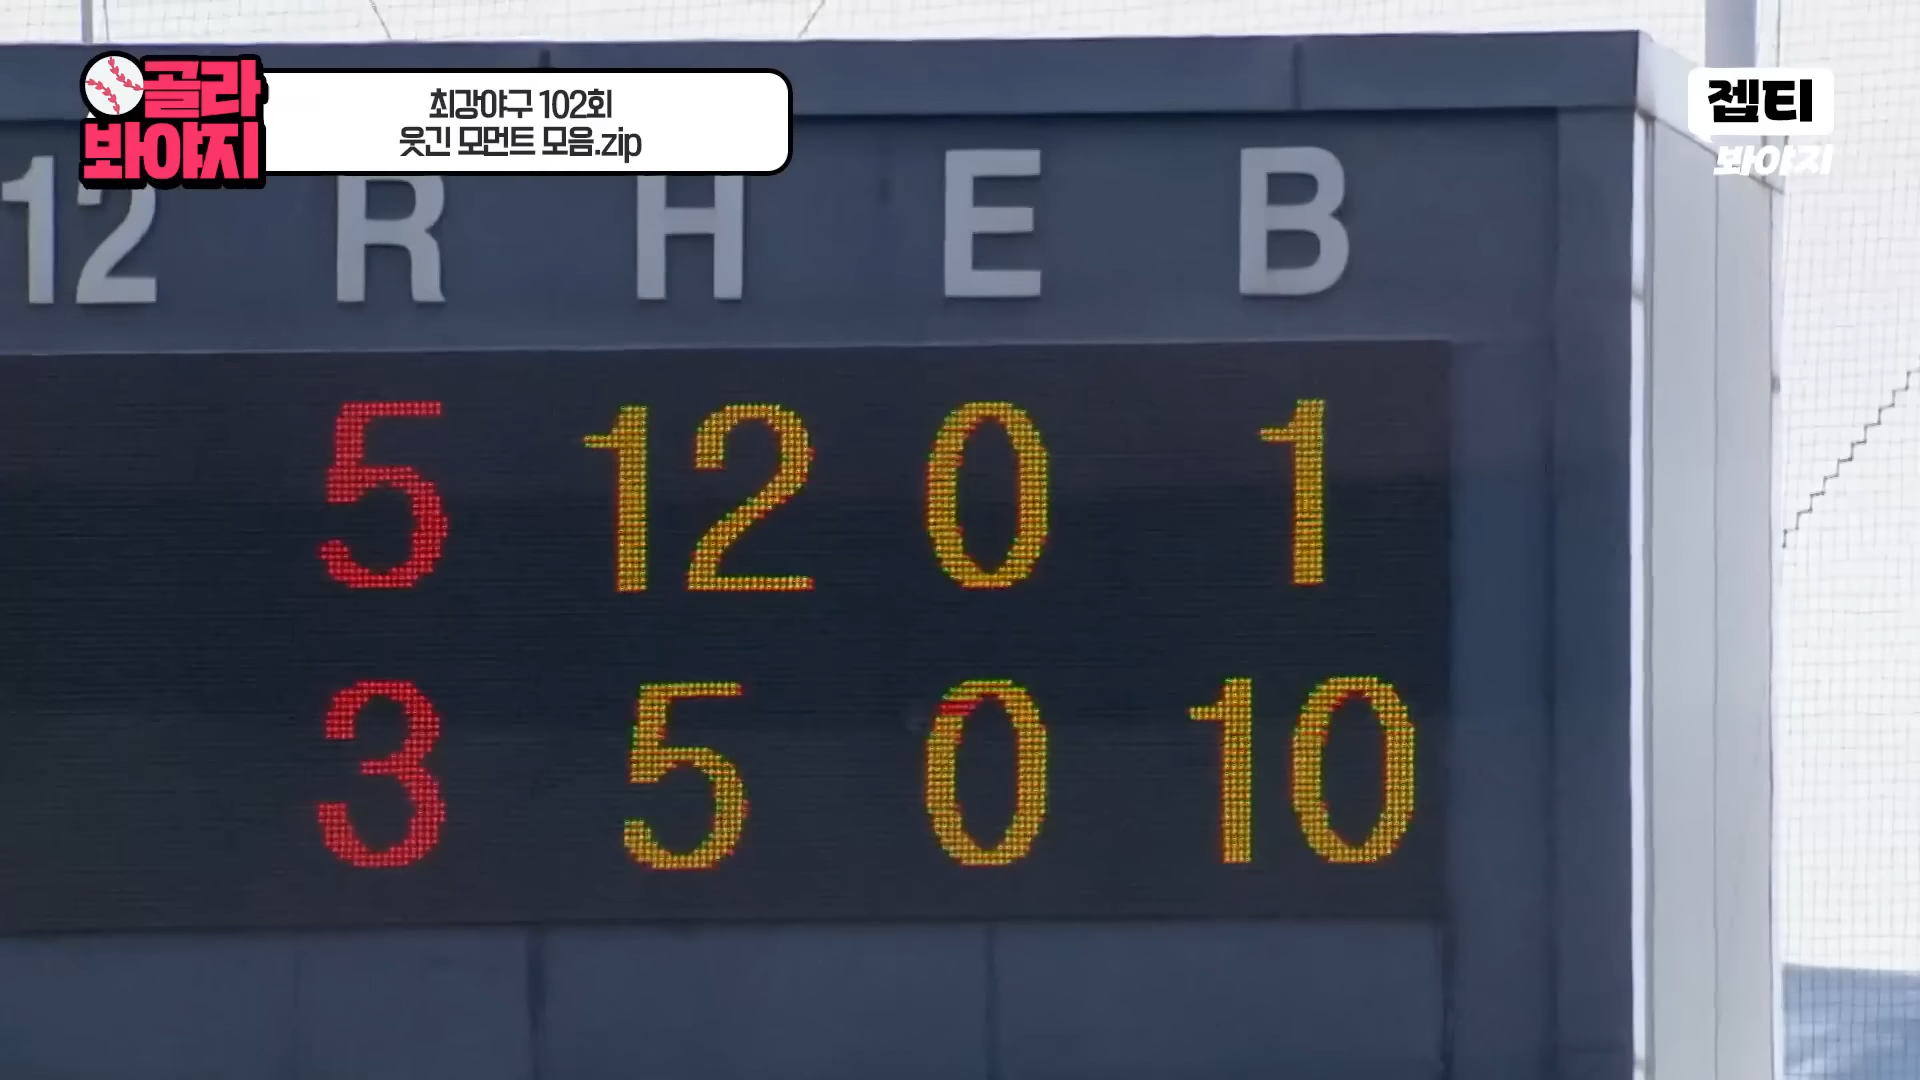 골라
봐야지
최강야구 102회
웃긴 모먼트 모음.zip
젭티
봐야지
12 R H E B
5 12 0 1
3 5 0 10